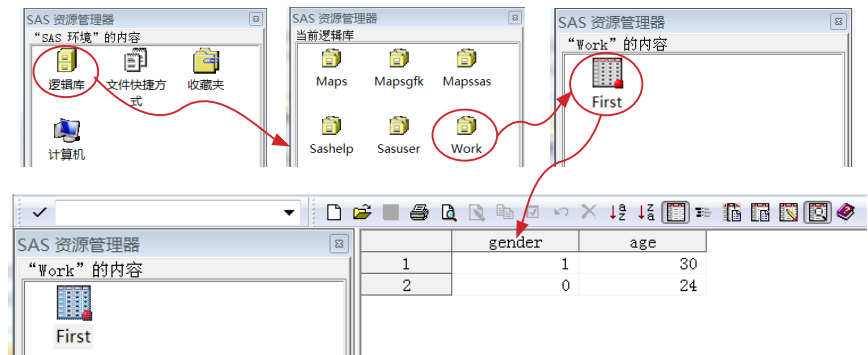 SAS 资源管理器
“SAS 环境”的内容
逻辑库
文件快捷方
式
收藏夹
计算机
SAS 资源管理器
当前逻辑库
Maps Mapsgfk Mapssas
Sashelp Sasuser Work
SAS 资源管理器
“Work”的内容
First
SAS 资源管理器
“Work”的内容
First
gender age
1 1 30
2 0 24